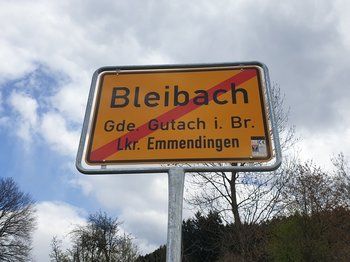 Bleibach
Gde. Gutach i. Br.
Lkr. Emmendingen